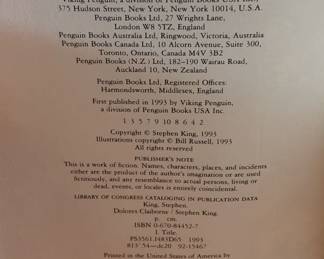 Viking Penguin, a division of Penguin Books USA Inc.,
375 Hudson Street, New York, New York 10014, U.S.A.
Penguin Books Ltd, 27 Wrights Lane,
London W8 5TZ, England
Penguin Books Australia Ltd, Ringwood, Victoria, Australia
Penguin Books Canada Ltd, 10 Alcorn Avenue, Suite 300,
Toronto, Ontario, Canada M4V 3B2
Penguin Books (N.Z.) Ltd, 182–190 Wairau Road,
Auckland 10, New Zealand
Penguin Books Ltd, Registered Offices:
Harmondsworth, Middlesex, England
First published in 1993 by Viking Penguin,
a division of Penguin Books USA Inc.
1 3 5 7 9 10 8 6 4 2
Copyright © Stephen King, 1993
Illustrations copyright © Bill Russell, 1993
All rights reserved
PUBLISHER'S NOTE
This is a work of fiction. Names, characters, places, and incidents
either are the product of the author's imagination or are used
fictitiously, and any resemblance to actual persons, living or
dead, events, or locales is entirely coincidental.
LIBRARY OF CONGRESS CATALOGING IN PUBLICATION DATA
King, Stephen.
Dolores Claiborne / Stephen King.
p. cm.
ISBN 0-670-84452-7
I. Title.
PS3561.I483D65 1993
813'.54—dc20 92-15467
Printed in the United States of America by